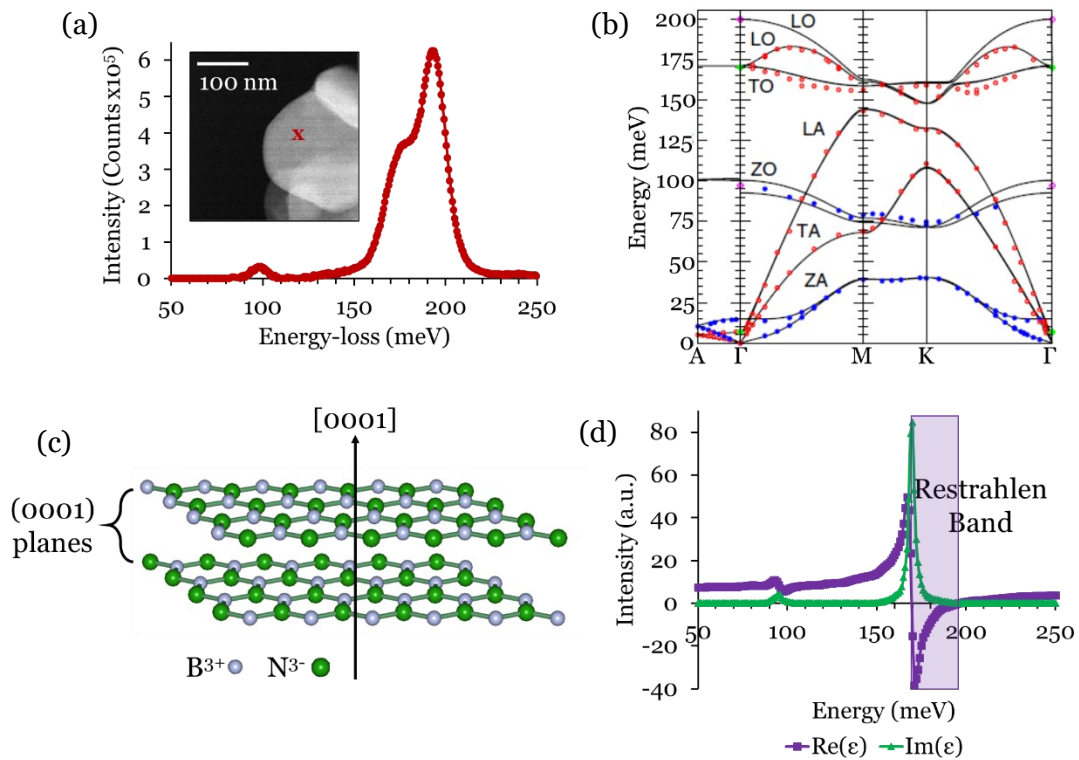 (a)
Intensity (Counts x10⁵)
6
5
4
3
2
1
0
100 nm
x
50 100 150 200 250
Energy-loss (meV)
(b)
Energy (meV)
200
175
150
125
100
75
50
25
0
LO
LO
TO
LA
ZO
TA
ZA
A Γ M K Γ
(c)
[0001]
(0001)
planes
B³⁺ N³⁻
(d)
Intensity (a.u.)
80
60
40
20
0
-20
-40
Restrahlen
Band
50 100 150 200 250
Energy (meV)
Re(ε) Im(ε)